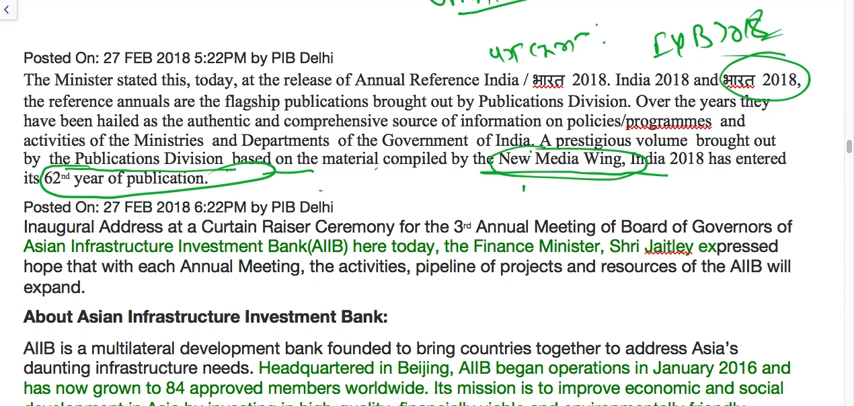 Posted On: 27 FEB 2018 5:22PM by PIB Delhi
The Minister stated this, today, at the release of Annual Reference India / भारत 2018. India 2018 and भारत 2018,
the reference annuals are the flagship publications brought out by Publications Division. Over the years they
have been hailed as the authentic and comprehensive source of information on policies/programmes and
activities of the Ministries and Departments of the Government of India. A prestigious volume brought out
by the Publications Division based on the material compiled by the New Media Wing, India 2018 has entered
its 62nd year of publication.
Posted On: 27 FEB 2018 6:22PM by PIB Delhi
Inaugural Address at a Curtain Raiser Ceremony for the 3rd Annual Meeting of Board of Governors of
Asian Infrastructure Investment Bank(AIIB) here today, the Finance Minister, Shri Jaitley expressed
hope that with each Annual Meeting, the activities, pipeline of projects and resources of the AIIB will
expand.
About Asian Infrastructure Investment Bank:
AIIB is a multilateral development bank founded to bring countries together to address Asia's
daunting infrastructure needs. Headquartered in Beijing, AIIB began operations in January 2016 and
has now grown to 84 approved members worldwide. Its mission is to improve economic and social